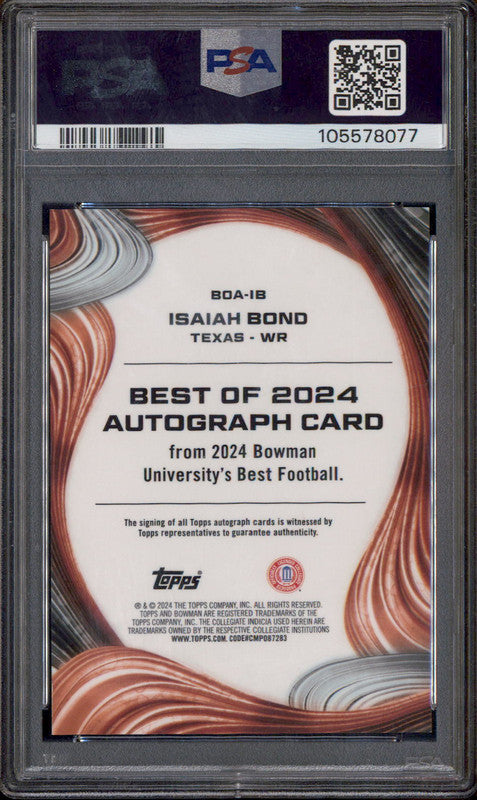 PSA
105578077
BOA-IB
ISAIAH BOND
TEXAS - WR
BEST OF 2024
AUTOGRAPH CARD
from 2024 Bowman
University's Best Football.
The signing of all Topps autograph cards is witnessed by
Topps representatives to guarantee authenticity.
Topps
® & © 2024 THE TOPPS COMPANY, INC. ALL RIGHTS RESERVED.
TOPPS AND BOWMAN ARE REGISTERED TRADEMARKS OF THE
TOPPS COMPANY, INC. THE COLLEGIATE INDICIA USED HEREIN ARE
TRADEMARKS OWNED BY THE RESPECTIVE COLLEGIATE INSTITUTIONS
WWW.TOPPS.COM. CODE#CMP087283
PSA